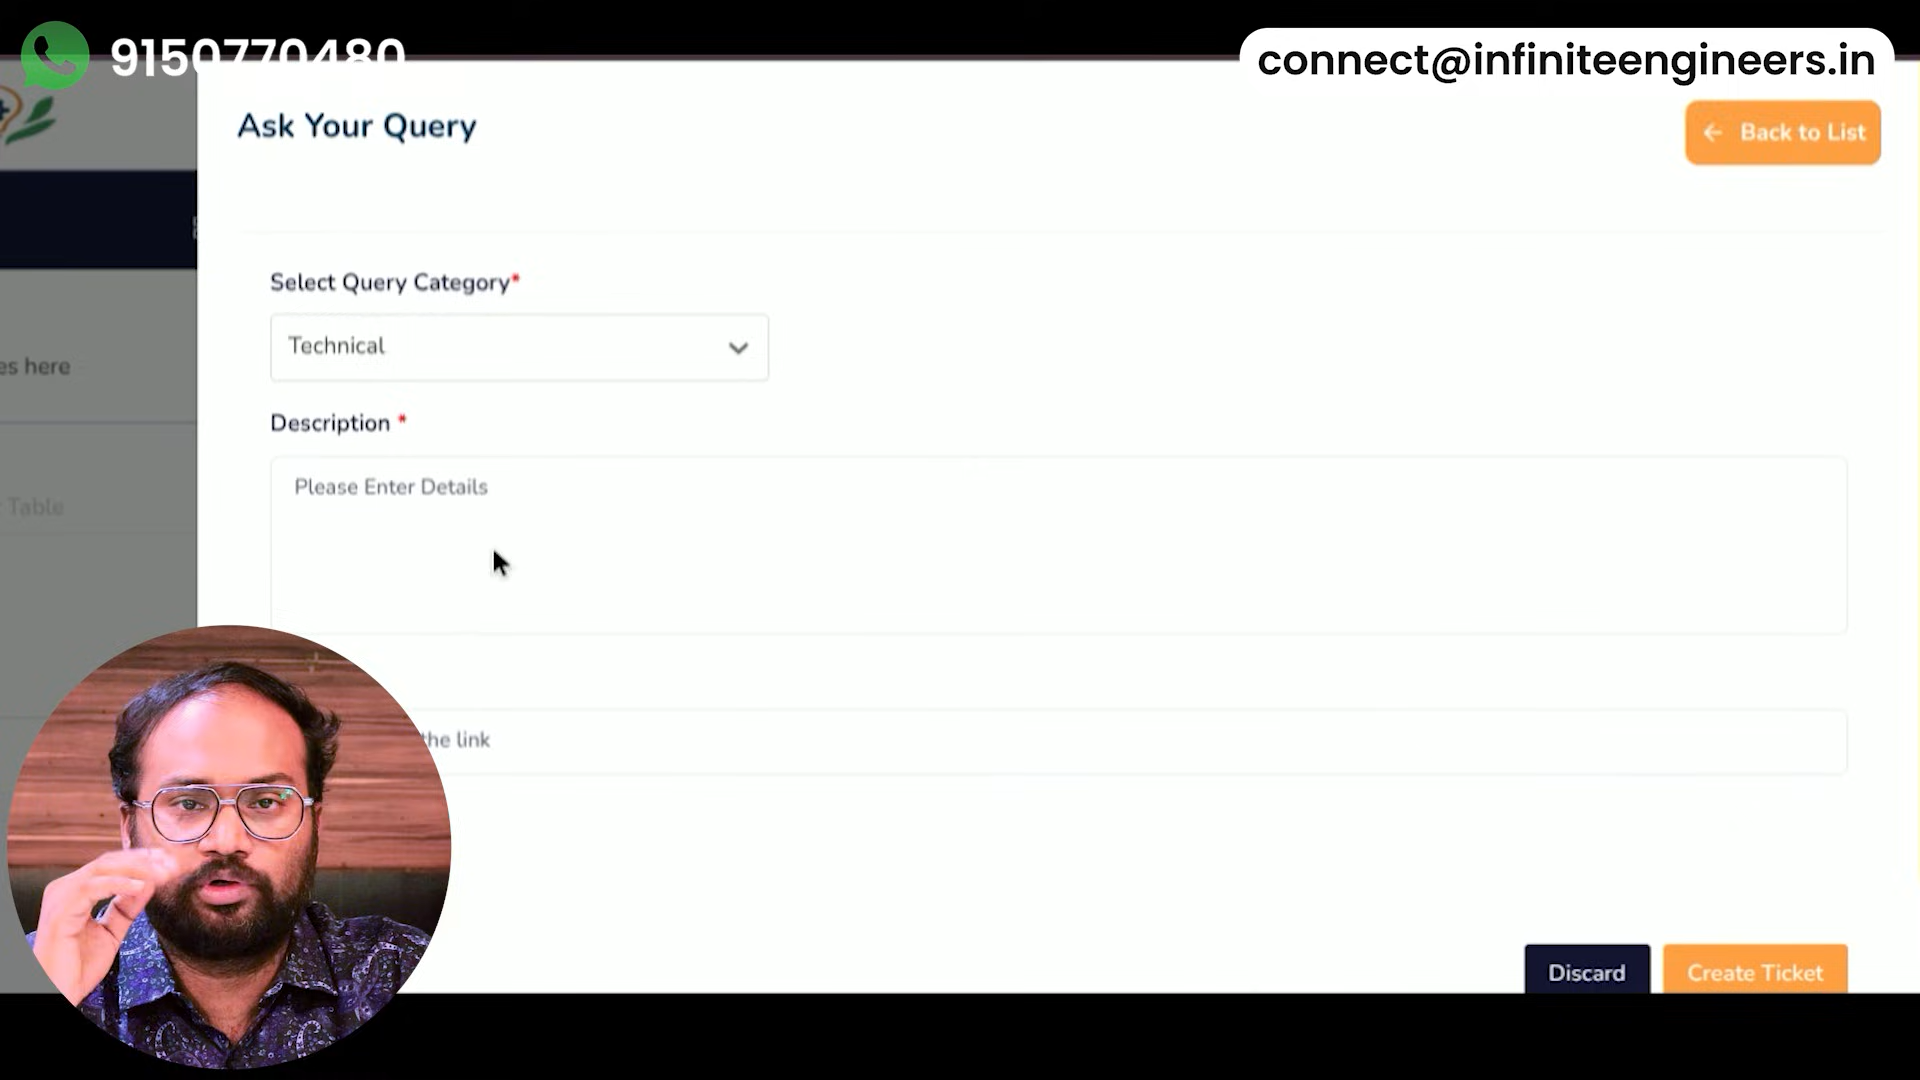 9150770480
connect@infiniteengineers.in
Ask Your Query
Back to List
Select Query Category*
Technical
es here
Description *
Please Enter Details
Table
the link
Discard
Create Ticket